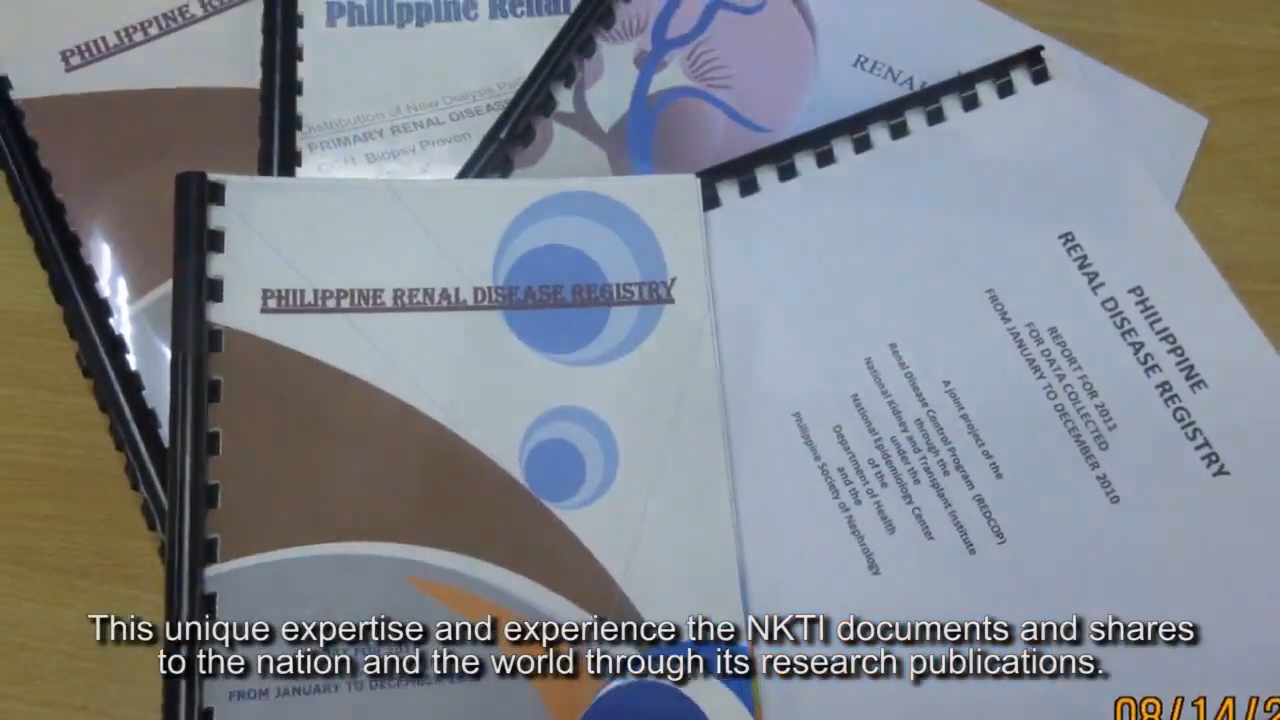 PHILIPPINE
Philippine Renal
Distribution of New Dialysis
PRIMARY RENAL DISEASE
Biopsy Proven
RENAL
PHILIPPINE RENAL DISEASE REGISTRY
FROM JANUARY TO
PHILIPPINE
RENAL DISEASE REGISTRY
REPORT FOR 2011
FOR DATA COLLECTED
FROM JANUARY TO DECEMBER 2010
A joint project of the
Renal Disease Control Program (REDCOP)
through the
National Kidney and Transplant Institute
under the
National Epidemiology Center
of the
Department of Health
and the
Philippine Society of Nephrology
This unique expertise and experience the NKTI documents and shares
to the nation and the world through its research publications.
08/14/2